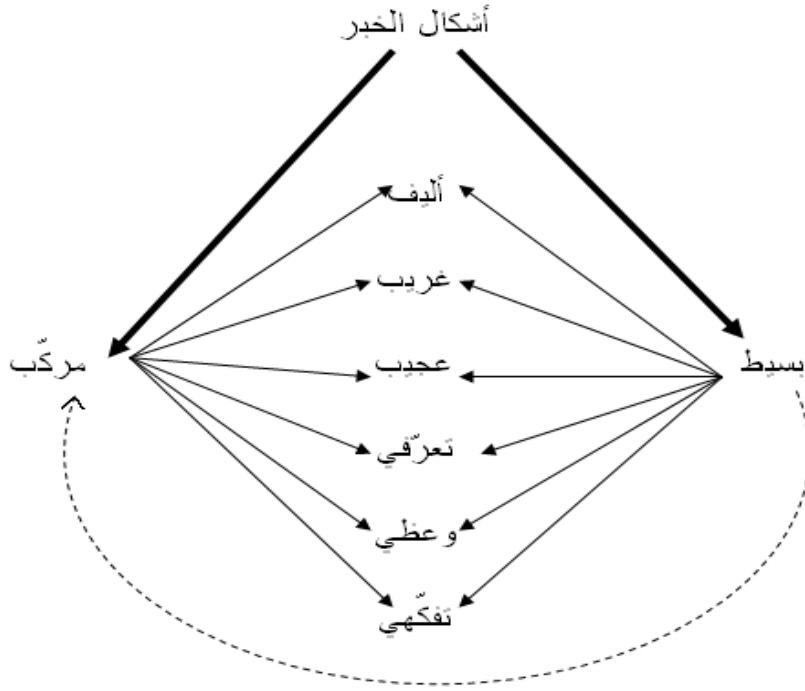 أشكال الخبر
أليف
غريب
بسيط
عجيب
مركّب
تعرّفي
وعظي
تفكّهي